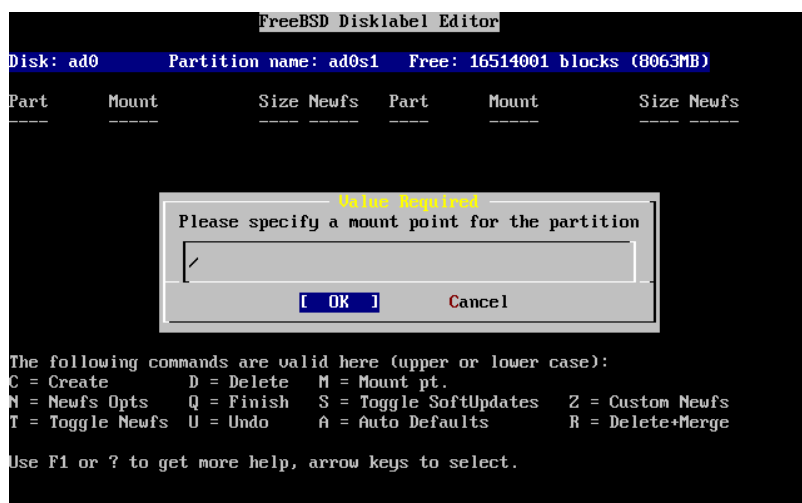 FreeBSD Disklabel Editor
Disk: ad0 Partition name: ad0s1 Free: 16514001 blocks (8063MB)
Part Mount Size Newfs Part Mount Size Newfs
---- ----- ---- ----- ---- ----- ---- -----
Value Required
Please specify a mount point for the partition
/
[ OK ] Cancel
The following commands are valid here (upper or lower case):
C = Create D = Delete M = Mount pt.
N = Newfs Opts Q = Finish S = Toggle SoftUpdates Z = Custom Newfs
T = Toggle Newfs U = Undo A = Auto Defaults R = Delete+Merge
Use F1 or ? to get more help, arrow keys to select.